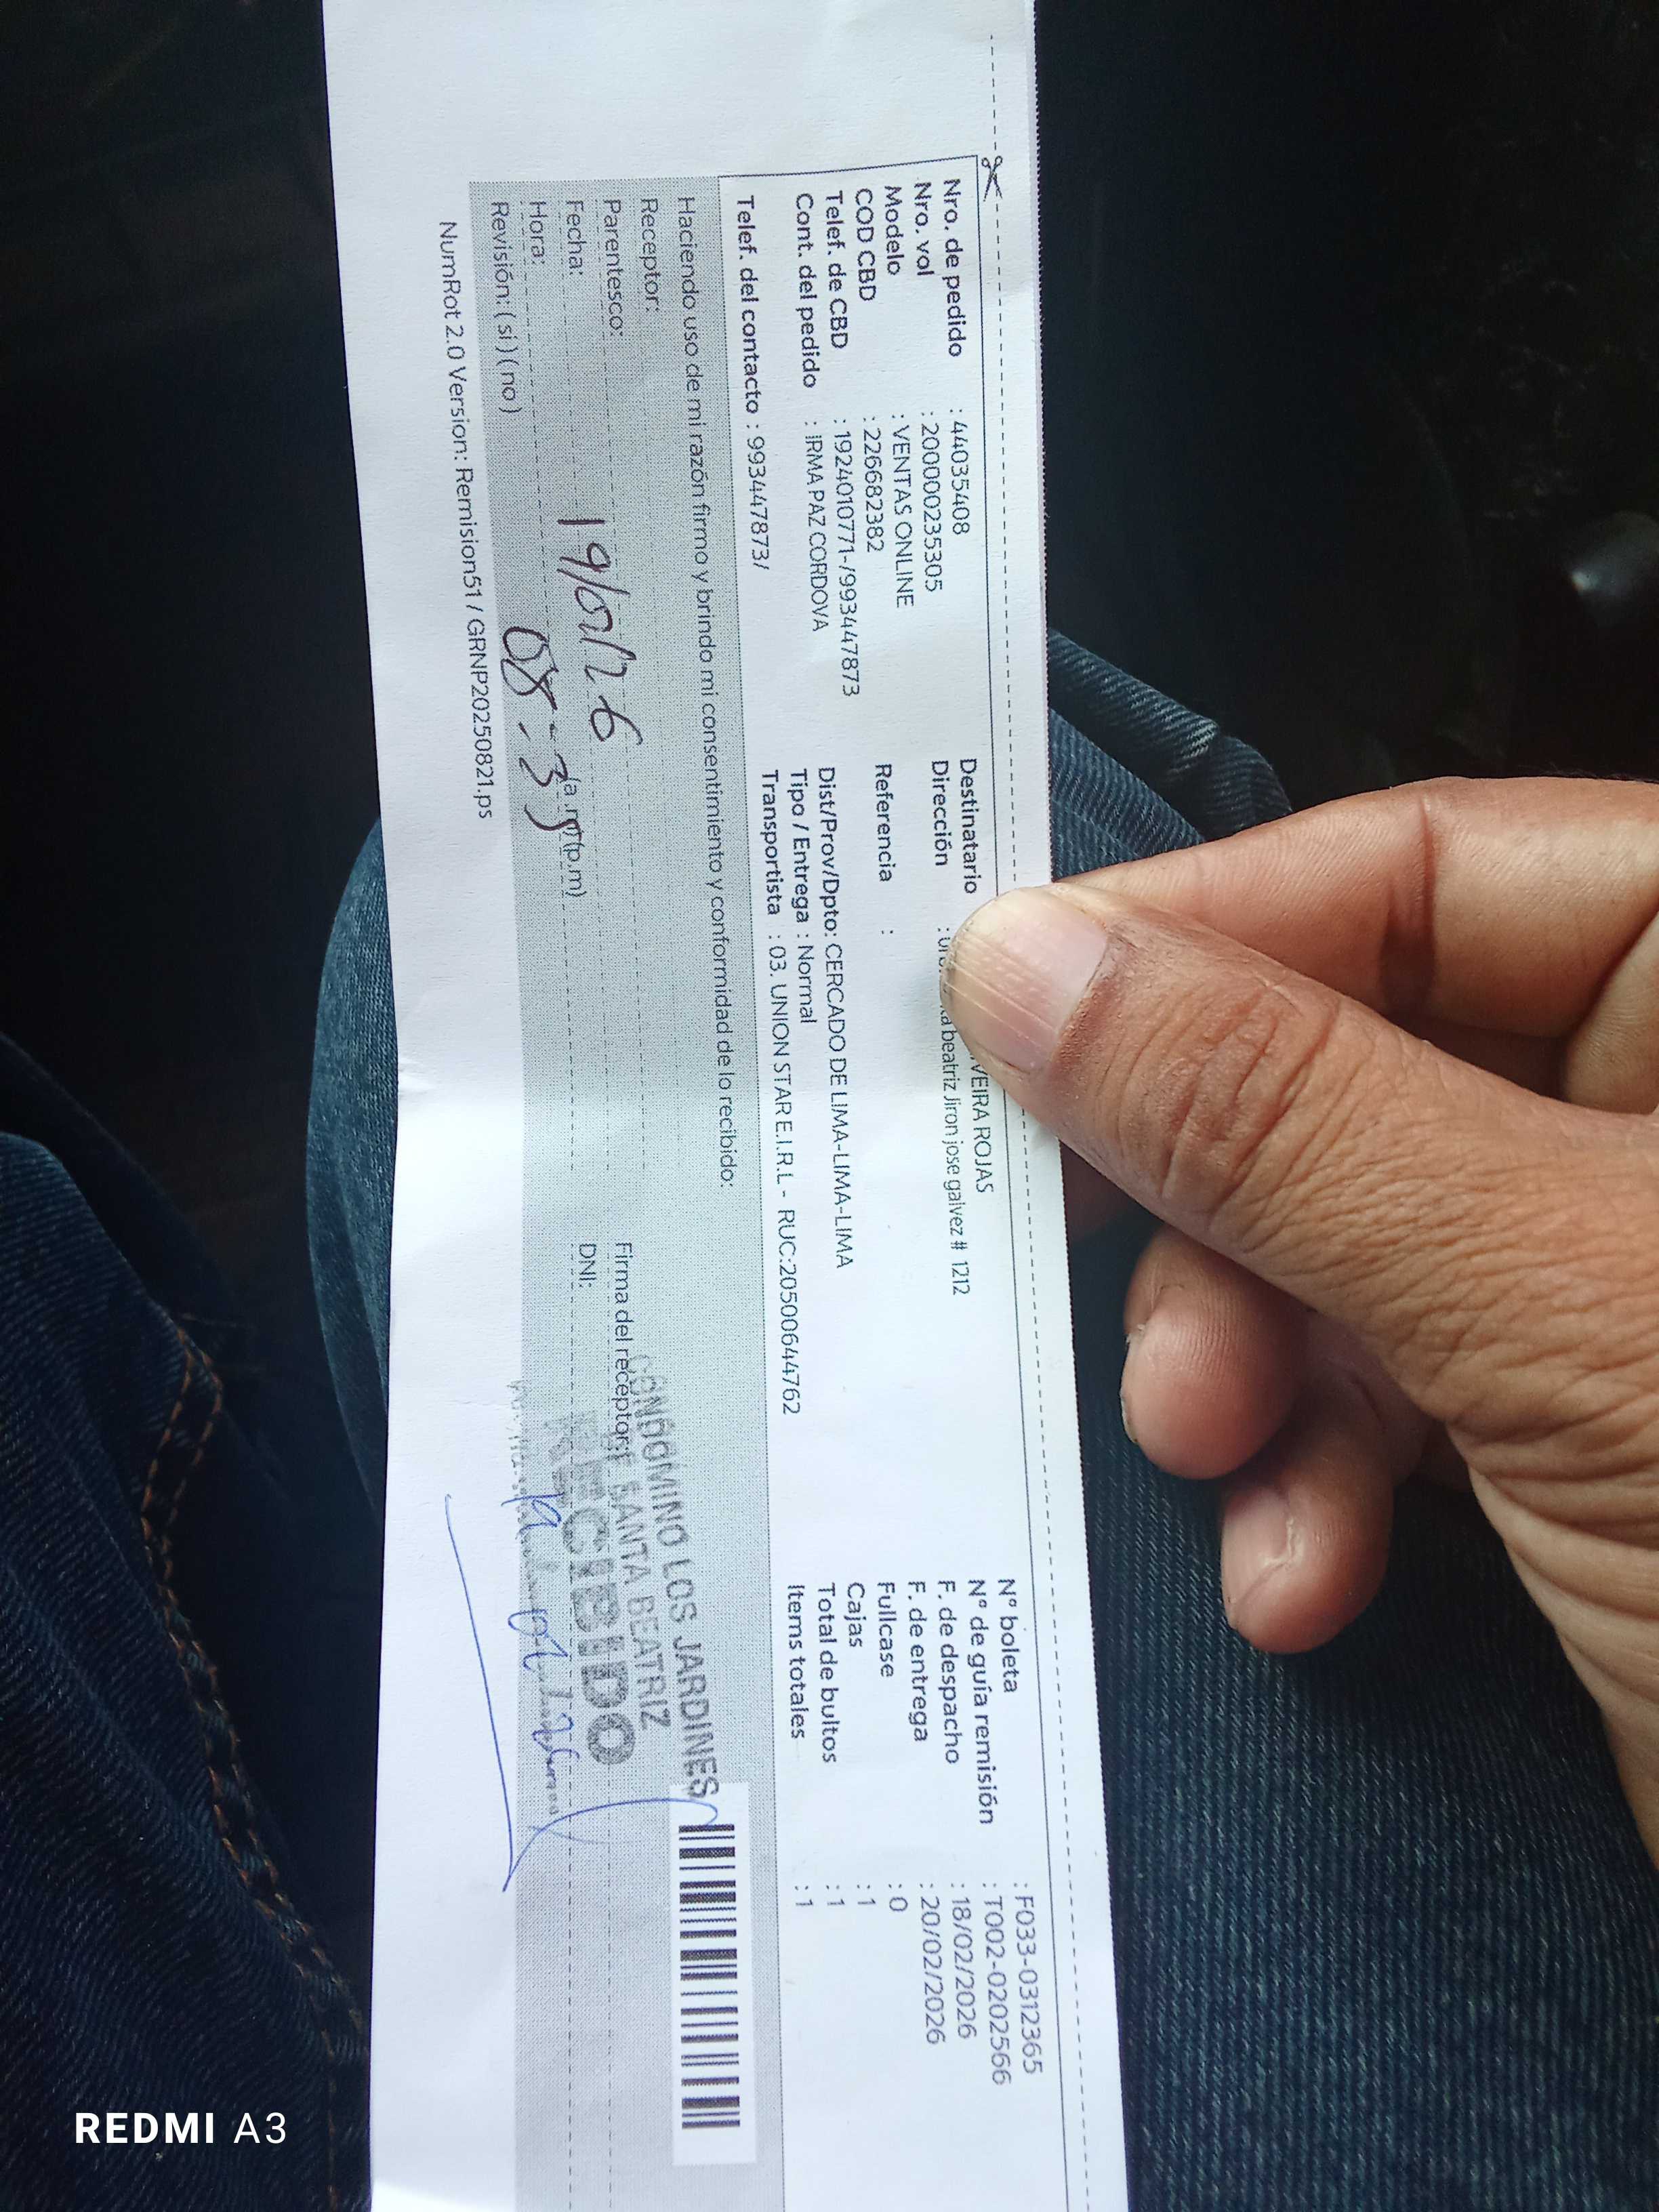 Nro. de pedido : 44035408
Nro. vol : 200000235305
Modelo : VENTAS ONLINE
COD CBD : 226682382
Telef. de CBD : 1924010771-/993447873
Cont. del pedido : IRMA PAZ CORDOVA
Telef. del contacto : 993447873/
Destinatario VEIRA ROJAS
Dirección : beatriz Jiron jose galvez # 1212
Referencia :
Dist/Prov/Dpto: CERCADO DE LIMA-LIMA-LIMA
Tipo / Entrega : Normal
Transportista : 03. UNION STAR E.I.R.L - RUC:20500644762
N° boleta : F033-0312365
N° de guía remisión : T002-0202566
F. de despacho : 18/02/2026
F. de entrega : 20/02/2026
Fullcase : 0
Cajas : 1
Total de bultos : 1
Items totales : 1
Haciendo uso de mi razón firmo y brindo mi consentimiento y conformidad de lo recibido:
Receptor:
Parentesco:
Fecha: 19/02/26
Hora: (a.m) (p.m)
Revisión: ( si ) ( no )
Firma del receptor:
DNI:
CONDOMINO LOS JARDINES
DE SANTA BEATRIZ
RECIBIDO
NumRot 2.0 Version: Remision51 / GRNP20250821.ps
REDMI A3